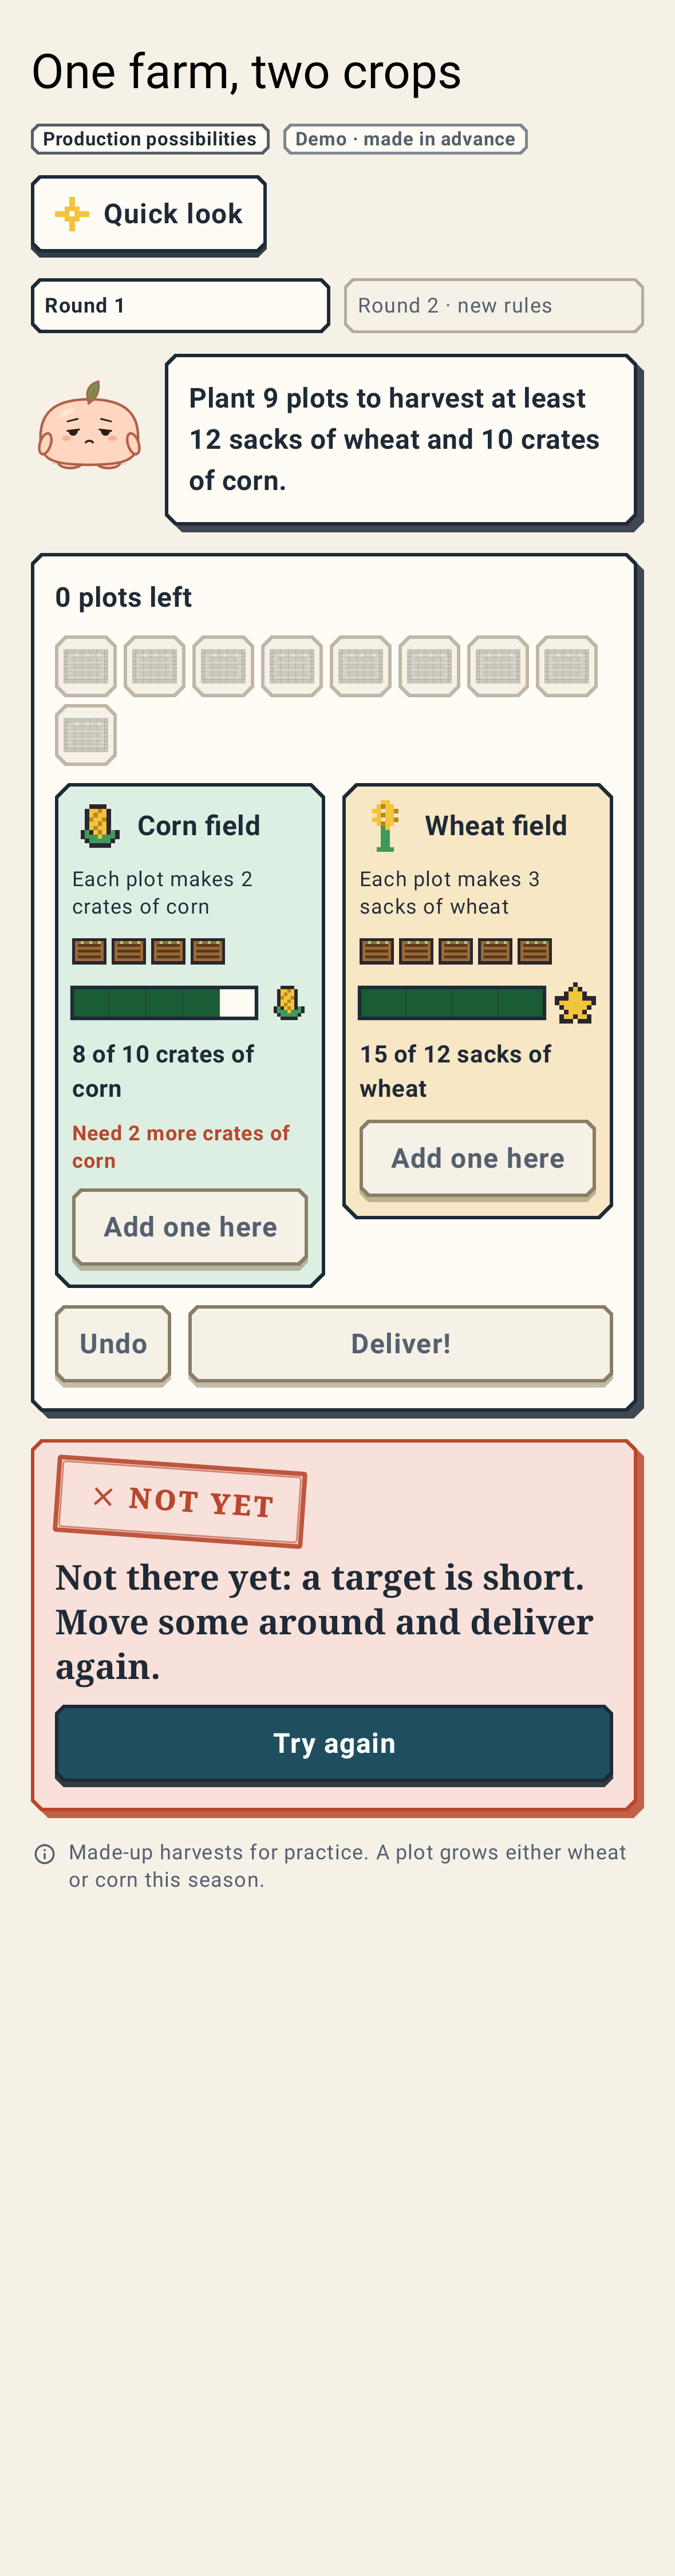 One farm, two crops
Production possibilities
Demo · made in advance
Quick look
Round 1
Round 2 · new rules
Plant 9 plots to harvest at least
12 sacks of wheat and 10 crates
of corn.
0 plots left
Corn field
Each plot makes 2
crates of corn
8 of 10 crates of
corn
Need 2 more crates of
corn
Add one here
Wheat field
Each plot makes 3
sacks of wheat
15 of 12 sacks of
wheat
Add one here
Undo
Deliver!
× NOT YET
Not there yet: a target is short.
Move some around and deliver
again.
Try again
Made-up harvests for practice. A plot grows either wheat
or corn this season.